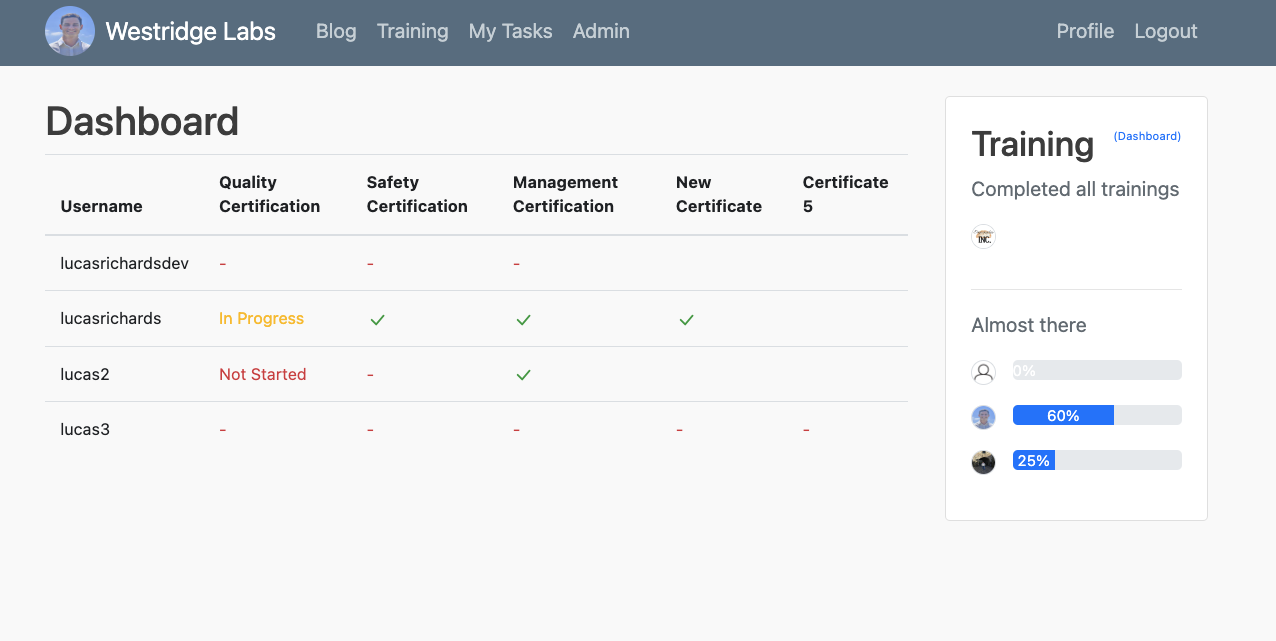 Westridge Labs Blog Training My Tasks Admin Profile Logout
Dashboard
Username Quality Certification Safety Certification Management Certification New Certificate Certificate 5
lucasrichardsdev - - -
lucasrichards In Progress ✓ ✓ ✓
lucas2 Not Started - ✓
lucas3 - - - - -
Training (Dashboard)
Completed all trainings
INC.
Almost there
0%
60%
25%